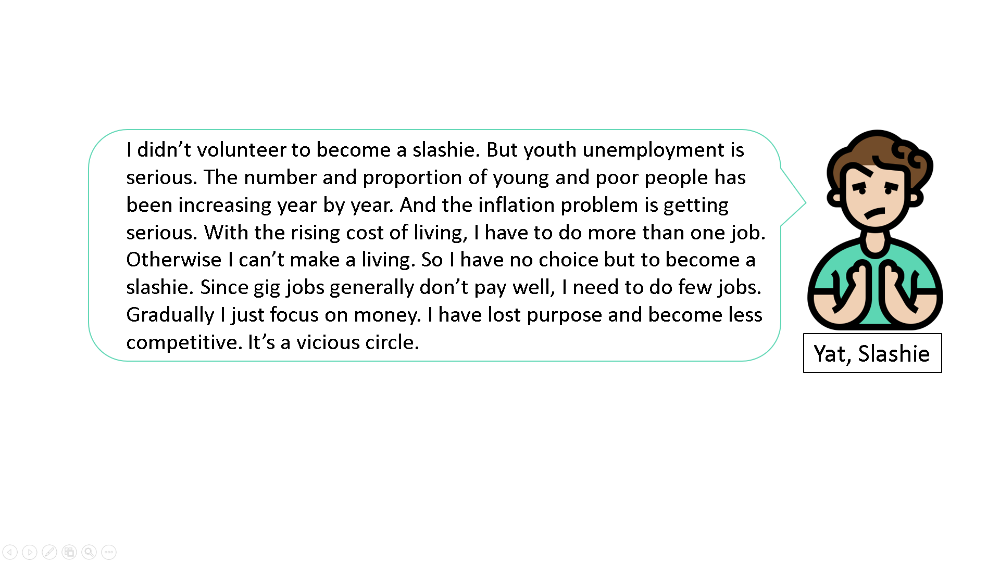 I didn’t volunteer to become a slashie. But youth unemployment is
serious. The number and proportion of young and poor people has
been increasing year by year. And the inflation problem is getting
serious. With the rising cost of living, I have to do more than one job.
Otherwise I can’t make a living. So I have no choice but to become a
slashie. Since gig jobs generally don’t pay well, I need to do few jobs.
Gradually I just focus on money. I have lost purpose and become less
competitive. It’s a vicious circle.
Yat, Slashie